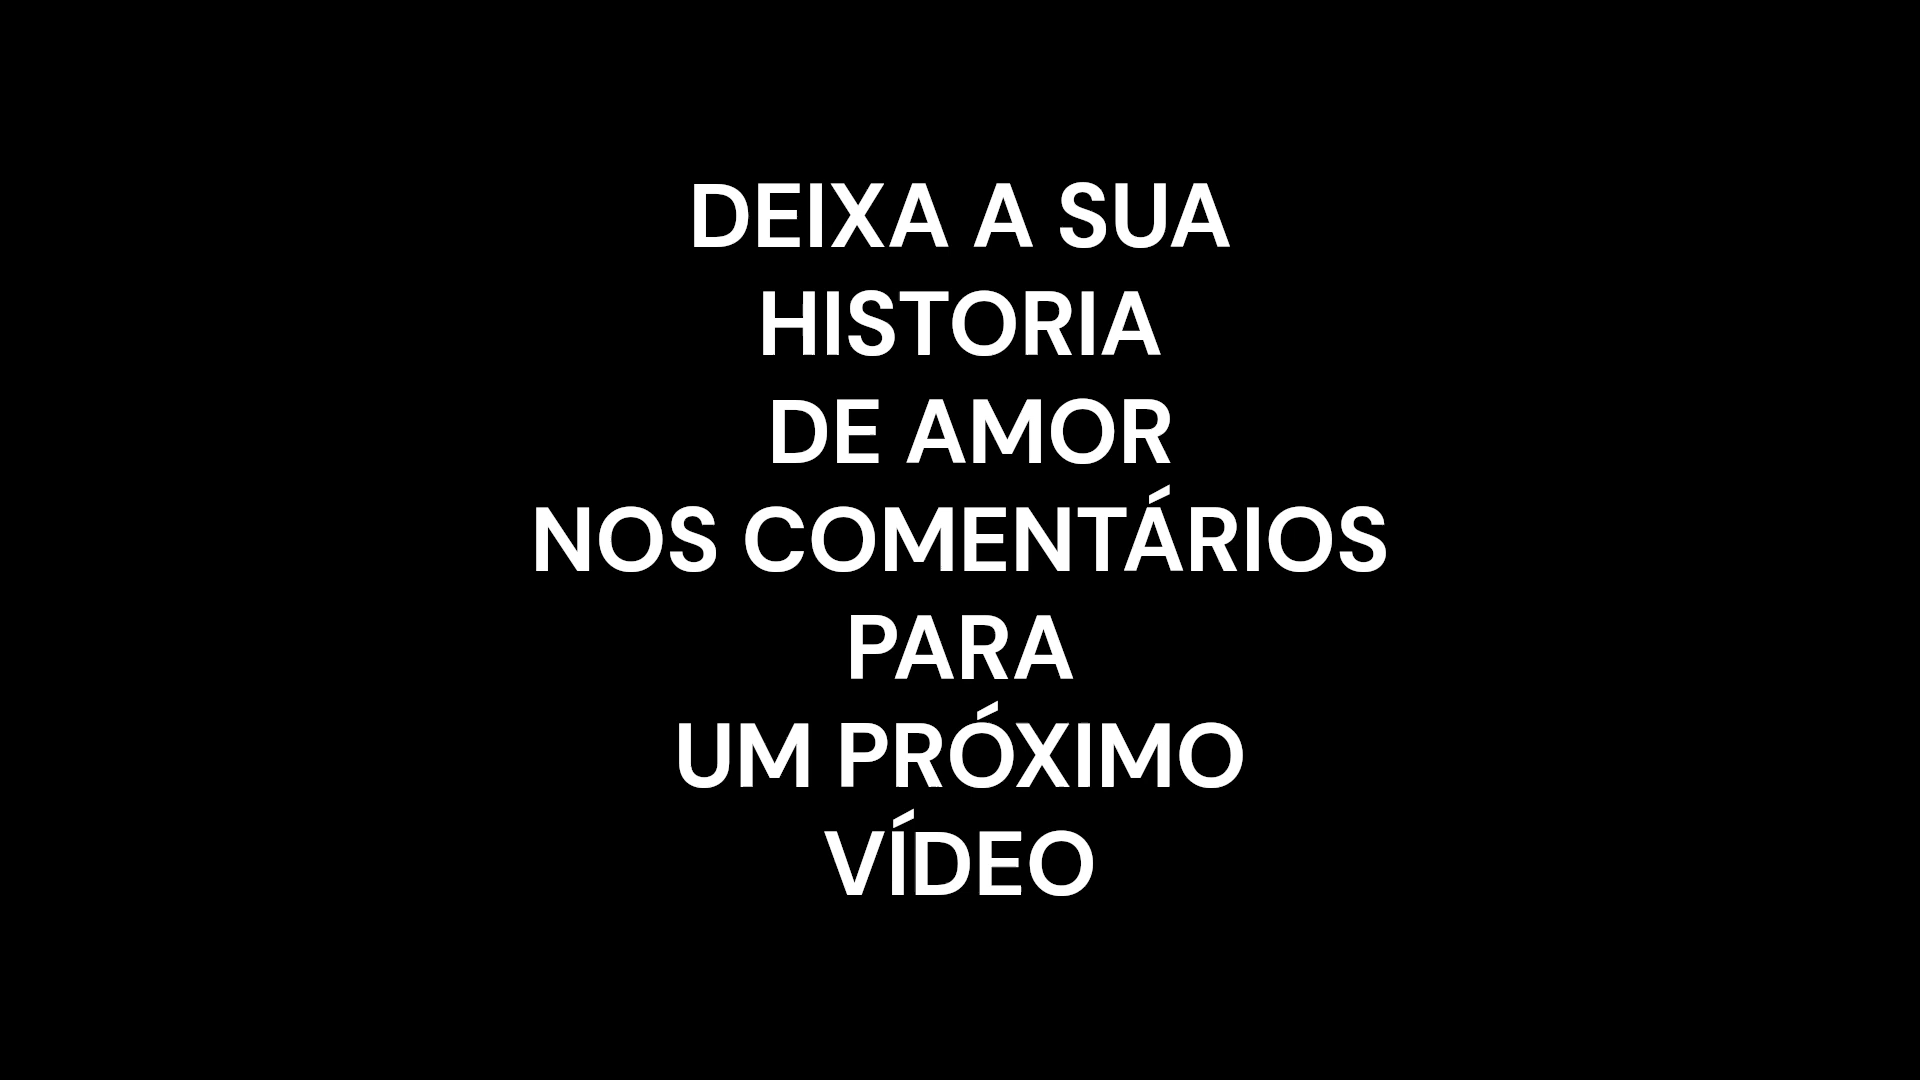 DEIXA A SUA
HISTORIA
DE AMOR
NOS COMENTÁRIOS
PARA
UM PRÓXIMO
VÍDEO